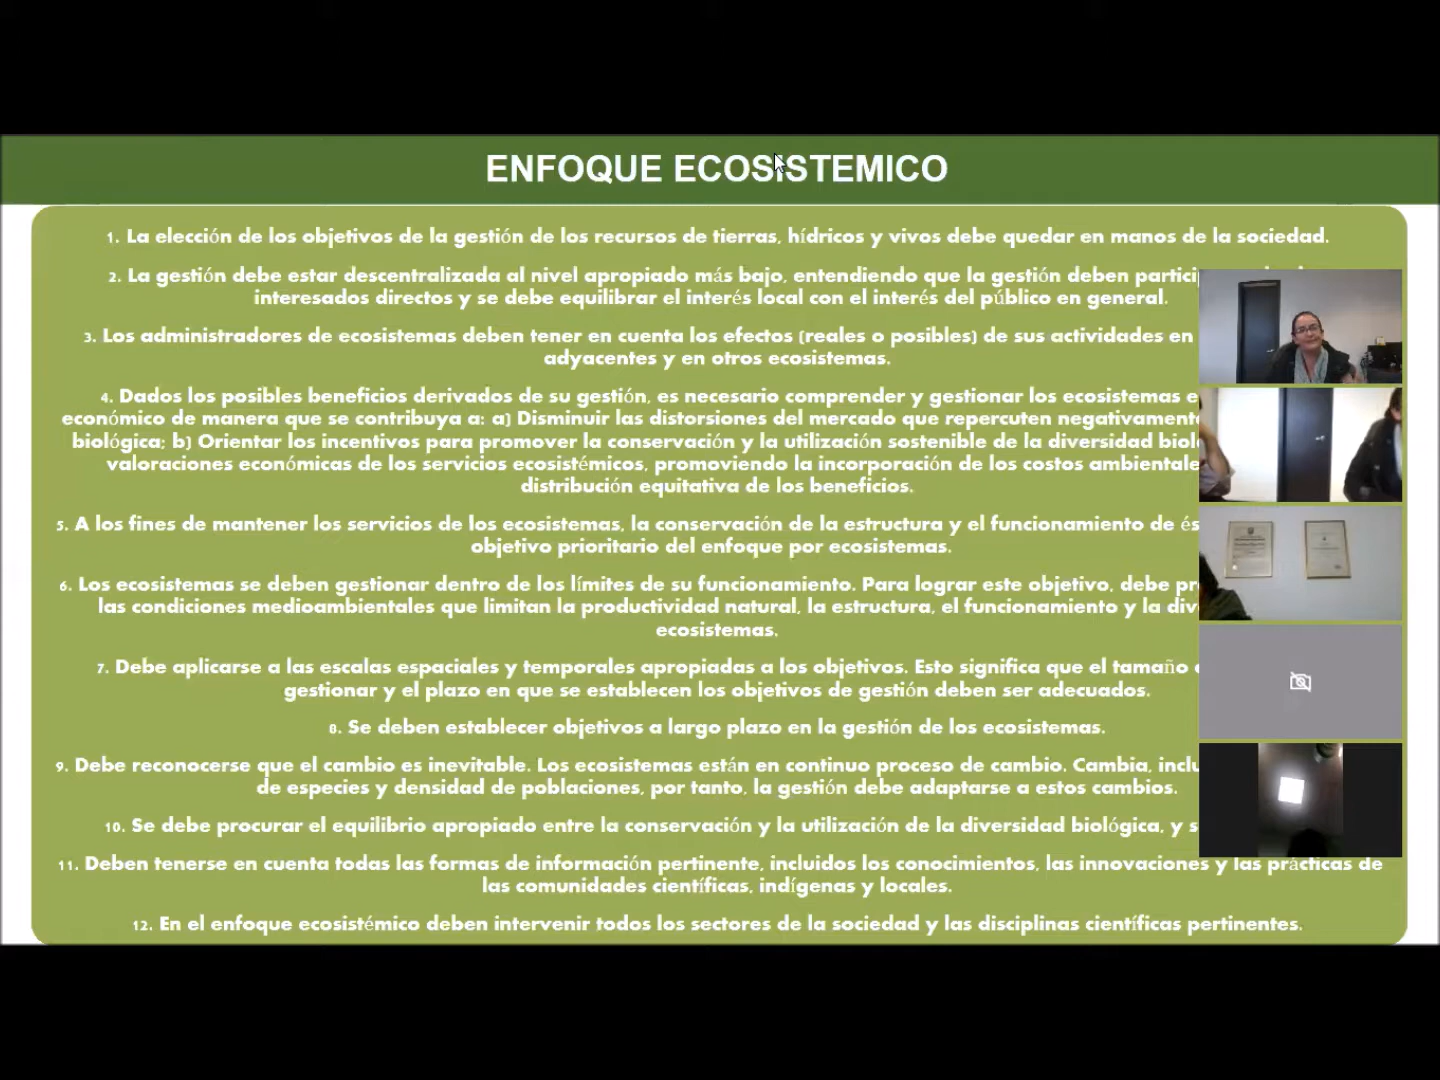 ENFOQUE ECOSISTEMICO
1. La elección de los objetivos de la gestión de los recursos de tierras, hídricos y vivos debe quedar en manos de la sociedad.
2. La gestión debe estar descentralizada al nivel apropiado más bajo, entendiendo que la gestión deben
interesados directos y se debe equilibrar el interés local con el interés del público en general.
3. Los administradores de ecosistemas deben tener en cuenta los efectos (reales o posibles) de sus actividades en
adyacentes y en otros ecosistemas.
4. Dados los posibles beneficios derivados de su gestión, es necesario comprender y gestionar los ecosistemas
económico de manera que se contribuya a: a) Disminuir las distorsiones del mercado que repercuten
biológica; b) Orientar los incentivos para promover la conservación y la utilización sostenible de la diversidad
valoraciones económicas de los servicios ecosistémicos, promoviendo la incorporación de los costos
distribución equitativa de los beneficios.
5. A los fines de mantener los servicios de los ecosistemas, la conservación de la estructura y el funcionamiento de
objetivo prioritario del enfoque por ecosistemas.
6. Los ecosistemas se deben gestionar dentro de los límites de su funcionamiento. Para lograr este objetivo, debe
las condiciones medioambientales que limitan la productividad natural, la estructura, el funcionamiento y la
ecosistemas.
7. Debe aplicarse a las escalas espaciales y temporales apropiadas a los objetivos. Esto significa que el tamaño
gestionar y el plazo en que se establecen los objetivos de gestión deben ser adecuados.
8. Se deben establecer objetivos a largo plazo en la gestión de los ecosistemas.
9. Debe reconocerse que el cambio es inevitable. Los ecosistemas están en continuo proceso de cambio. Cambia,
de especies y densidad de poblaciones, por tanto, la gestión debe adaptarse a estos cambios.
10. Se debe procurar el equilibrio apropiado entre la conservación y la utilización de la diversidad biológica, y
11. Deben tenerse en cuenta todas las formas de información pertinente, incluidos los conocimientos, las innovaciones y las prácticas de
las comunidades científicas, indígenas y locales.
12. En el enfoque ecosistémico deben intervenir todos los sectores de la sociedad y las disciplinas científicas pertinentes.